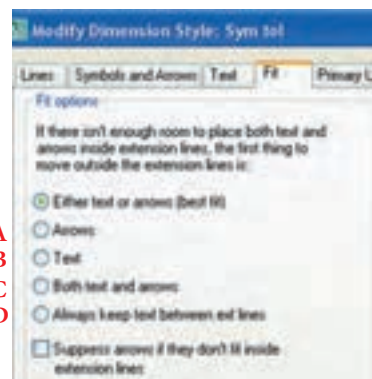 Modify Dimension Style: Sym tol
Lines Symbols and Arrows Text Fit Primary U
Fit options
If there isn't enough room to place both text and
arrows inside extension lines, the first thing to
move outside the extension lines is:
Either text or arrows (best fit)
A Arrows
B Text
C Both text and arrows
D Always keep text between ext lines
Suppress arrows if they don't fit inside
extension lines